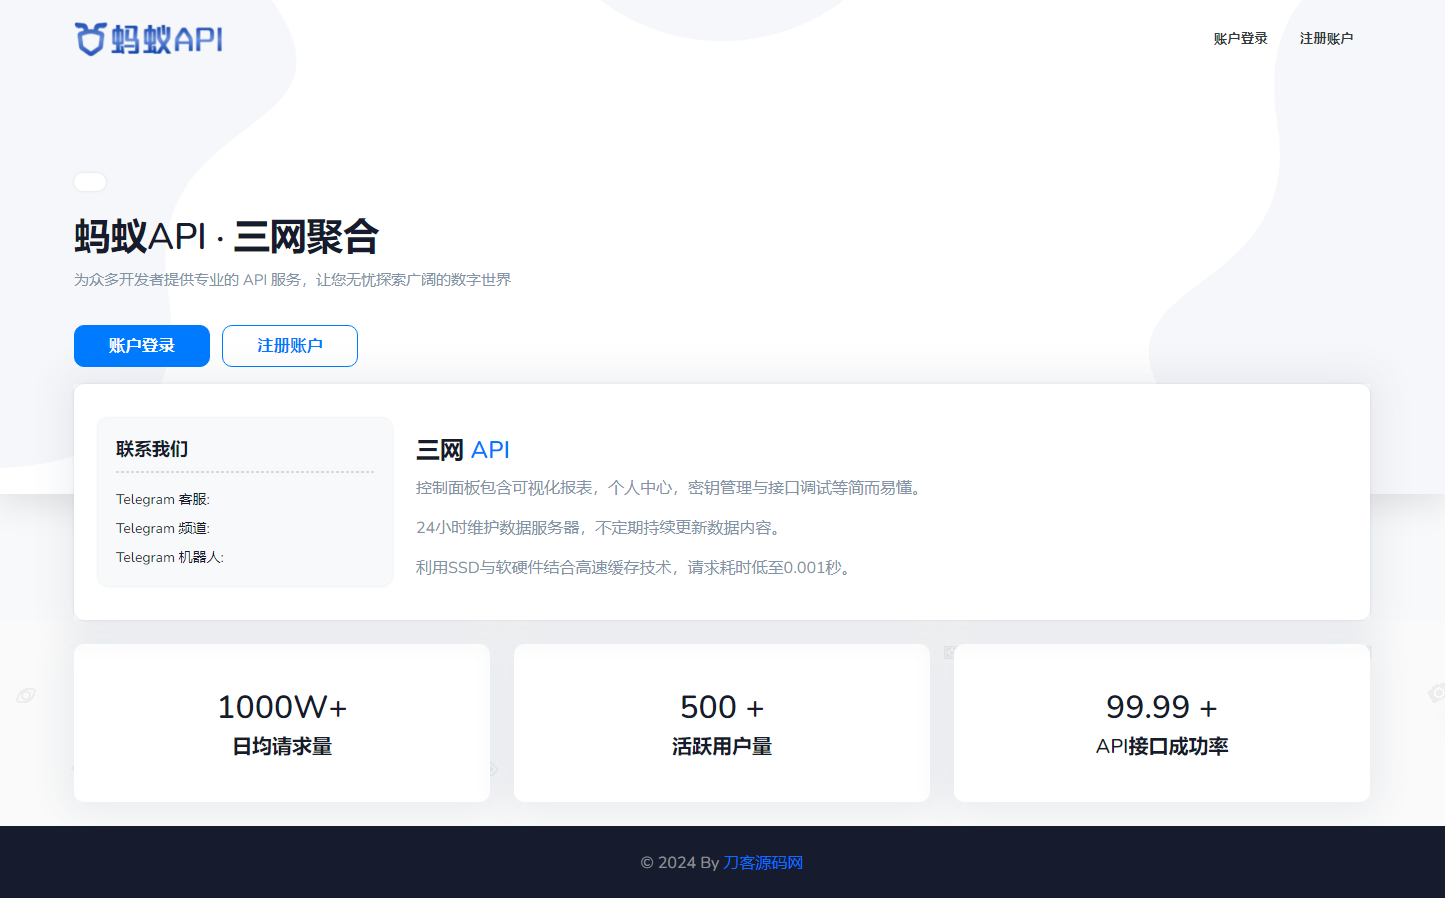 蚂蚁API
账户登录 注册账户
蚂蚁API · 三网聚合
为众多开发者提供专业的 API 服务，让您无忧探索广阔的数字世界
账户登录 注册账户
联系我们
Telegram 客服:
Telegram 频道:
Telegram 机器人:
三网 API
控制面板包含可视化报表，个人中心，密钥管理与接口调试等简而易懂。
24小时维护数据服务器，不定期持续更新数据内容。
利用SSD与软硬件结合高速缓存技术，请求耗时低至0.001秒。
1000W+
日均请求量
500 +
活跃用户量
99.99 +
API接口成功率
© 2024 By 刀客源码网